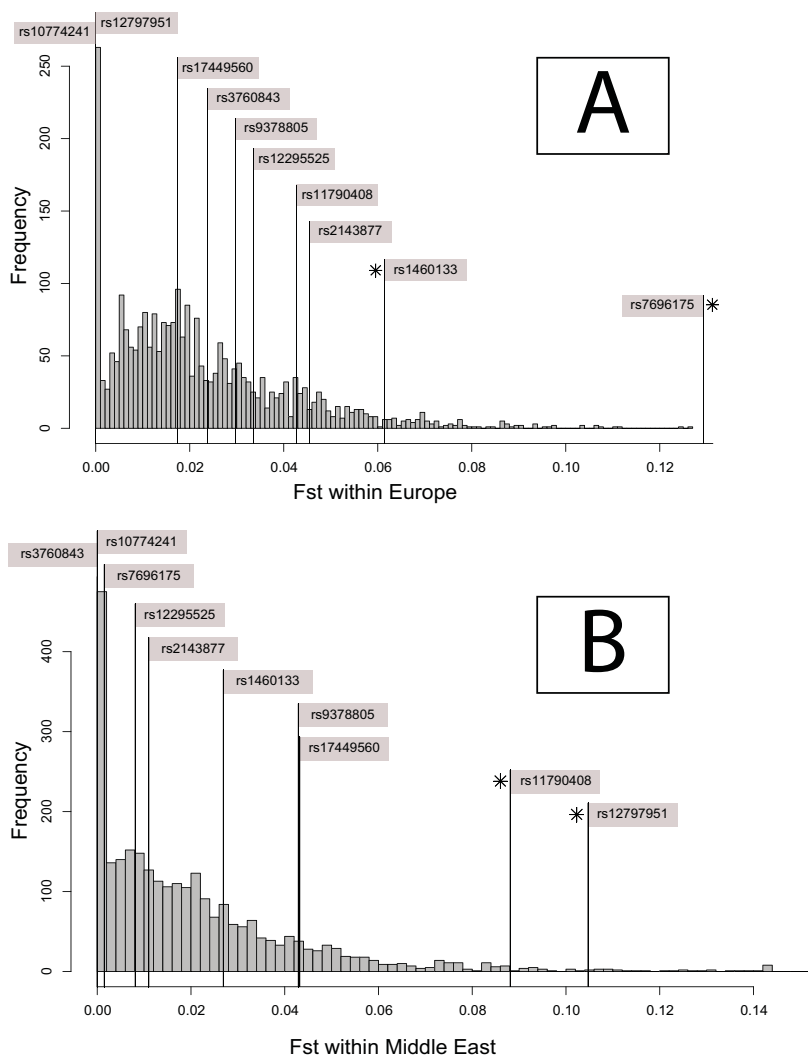 rs12797951
rs10774241
rs17449560
rs3760843
rs9378805
rs12295525
rs11790408
rs2143877
rs1460133
rs7696175
A
Frequency
250
200
150
100
50
0
0.00 0.02 0.04 0.06 0.08 0.10 0.12
Fst within Europe
rs10774241
rs3760843
rs7696175
rs12295525
rs2143877
rs1460133
rs9378805
rs17449560
rs11790408
rs12797951
B
Frequency
400
300
200
100
0
0.00 0.02 0.04 0.06 0.08 0.10 0.12 0.14
Fst within Middle East